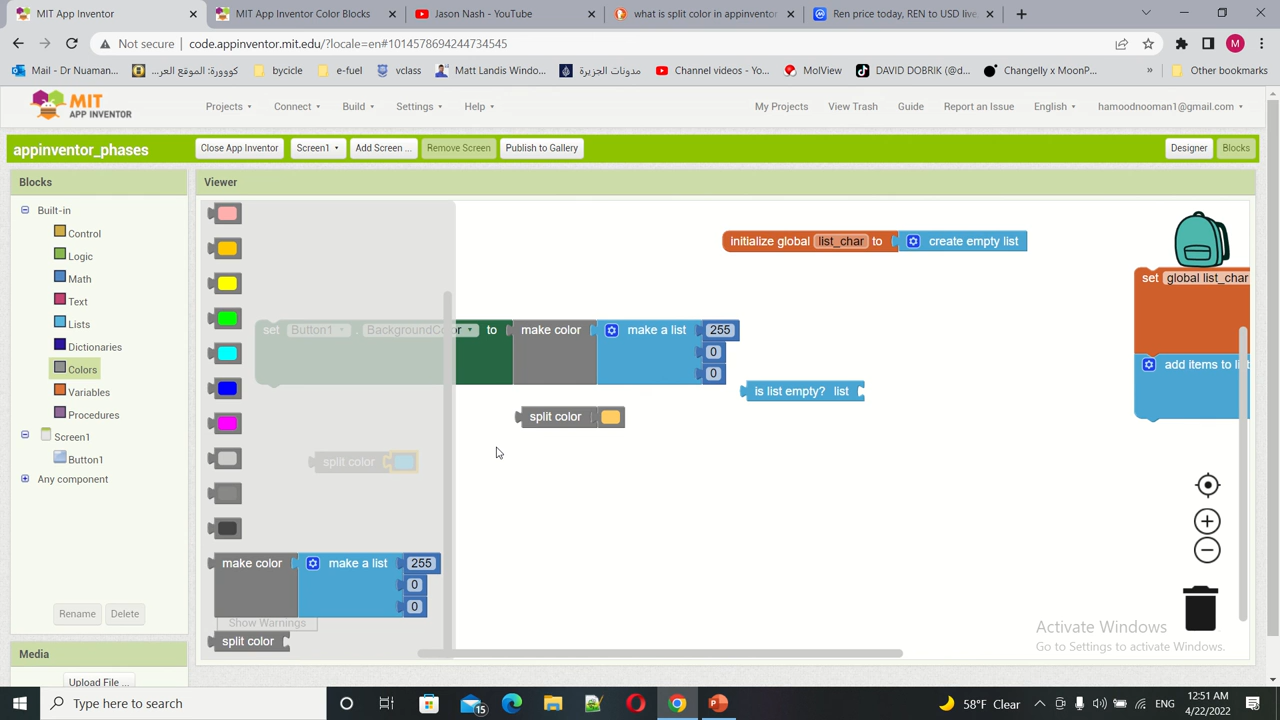 MIT App Inventor
MIT App Inventor Color Blocks
Jason Nash - YouTube
what is split color in appinventor
Ren price today, REN to USD live
Not secure
code.appinventor.mit.edu/?locale=en#1014578694244734545
M
Mail - Dr Numan...
كووورة: الموقع العر...
bycicle
e-fuel
vclass
Matt Landis Windo...
مدونات الجزيرة
Channel videos - Yo...
MolView
DAVID DOBRIK (@d...
Changelly x MoonP...
»
Other bookmarks
MIT
APP INVENTOR
Projects
Connect
Build
Settings
Help
My Projects
View Trash
Guide
Report an Issue
English
hamoodnooman1@gmail.com
appinventor_phases
Close App Inventor
Screen1
Add Screen ...
Remove Screen
Publish to Gallery
Designer
Blocks
Blocks
Viewer
Built-in
Control
Logic
Math
Text
Lists
Dictionaries
Colors
Variables
Procedures
Screen1
Button1
Any component
Rename
Delete
Media
Upload File ...
initialize global list_char to create empty list
set Button1 . BackgroundColor to make color make a list 255
0
0
is list empty? list
split color
split color
make color make a list 255
0
0
Show Warnings
split color
set global list_char
add items to list
Activate Windows
Go to Settings to activate Windows.
Type here to search
15
58°F Clear
ENG
12:51 AM
4/22/2022